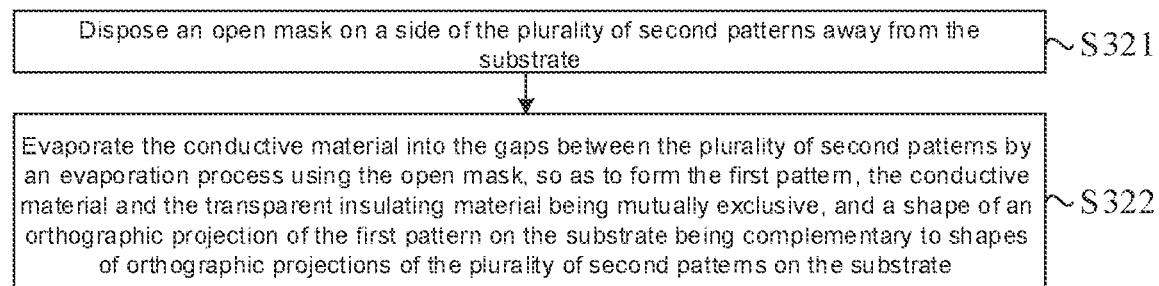 Dispose an open mask on a side of the plurality of second patterns away from the
substrate
S321
Evaporate the conductive material into the gaps between the plurality of second patterns by
an evaporation process using the open mask, so as to form the first pattern, the conductive
material and the transparent insulating material being mutually exclusive, and a shape of an
orthographic projection of the first pattern on the substrate being complementary to shapes
of orthographic projections of the plurality of second patterns on the substrate
S322